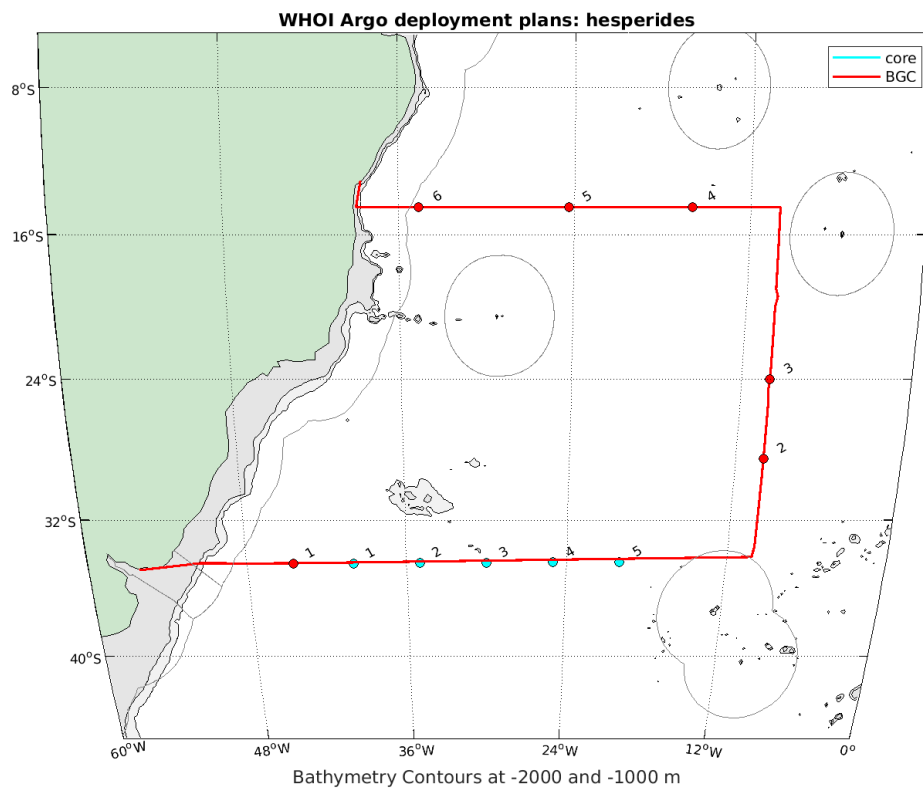 WHOI Argo deployment plans: hesperides
core
BGC
8°S
16°S
24°S
32°S
40°S
6
5
4
3
2
1
1
2
3
4
5
60°W
48°W
36°W
24°W
12°W
0°
Bathymetry Contours at -2000 and -1000 m